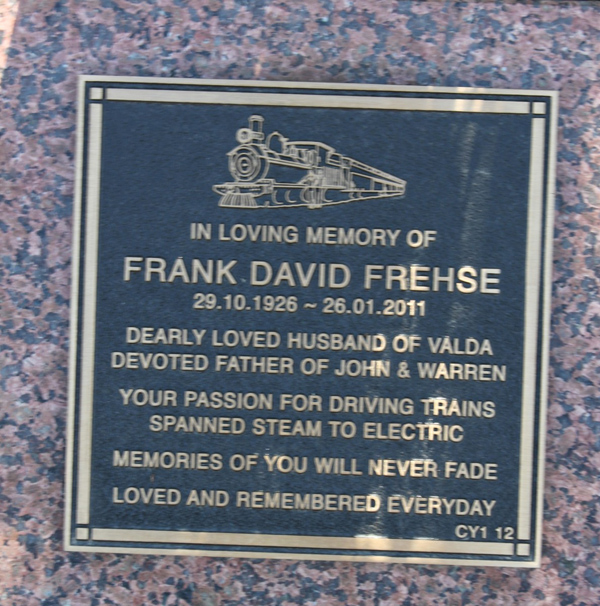 IN LOVING MEMORY OF
FRANK DAVID FREHSE
29.10.1926 ~ 26.01.2011
DEARLY LOVED HUSBAND OF VALDA
DEVOTED FATHER OF JOHN & WARREN
YOUR PASSION FOR DRIVING TRAINS
SPANNED STEAM TO ELECTRIC
MEMORIES OF YOU WILL NEVER FADE
LOVED AND REMEMBERED EVERYDAY
CY1 12